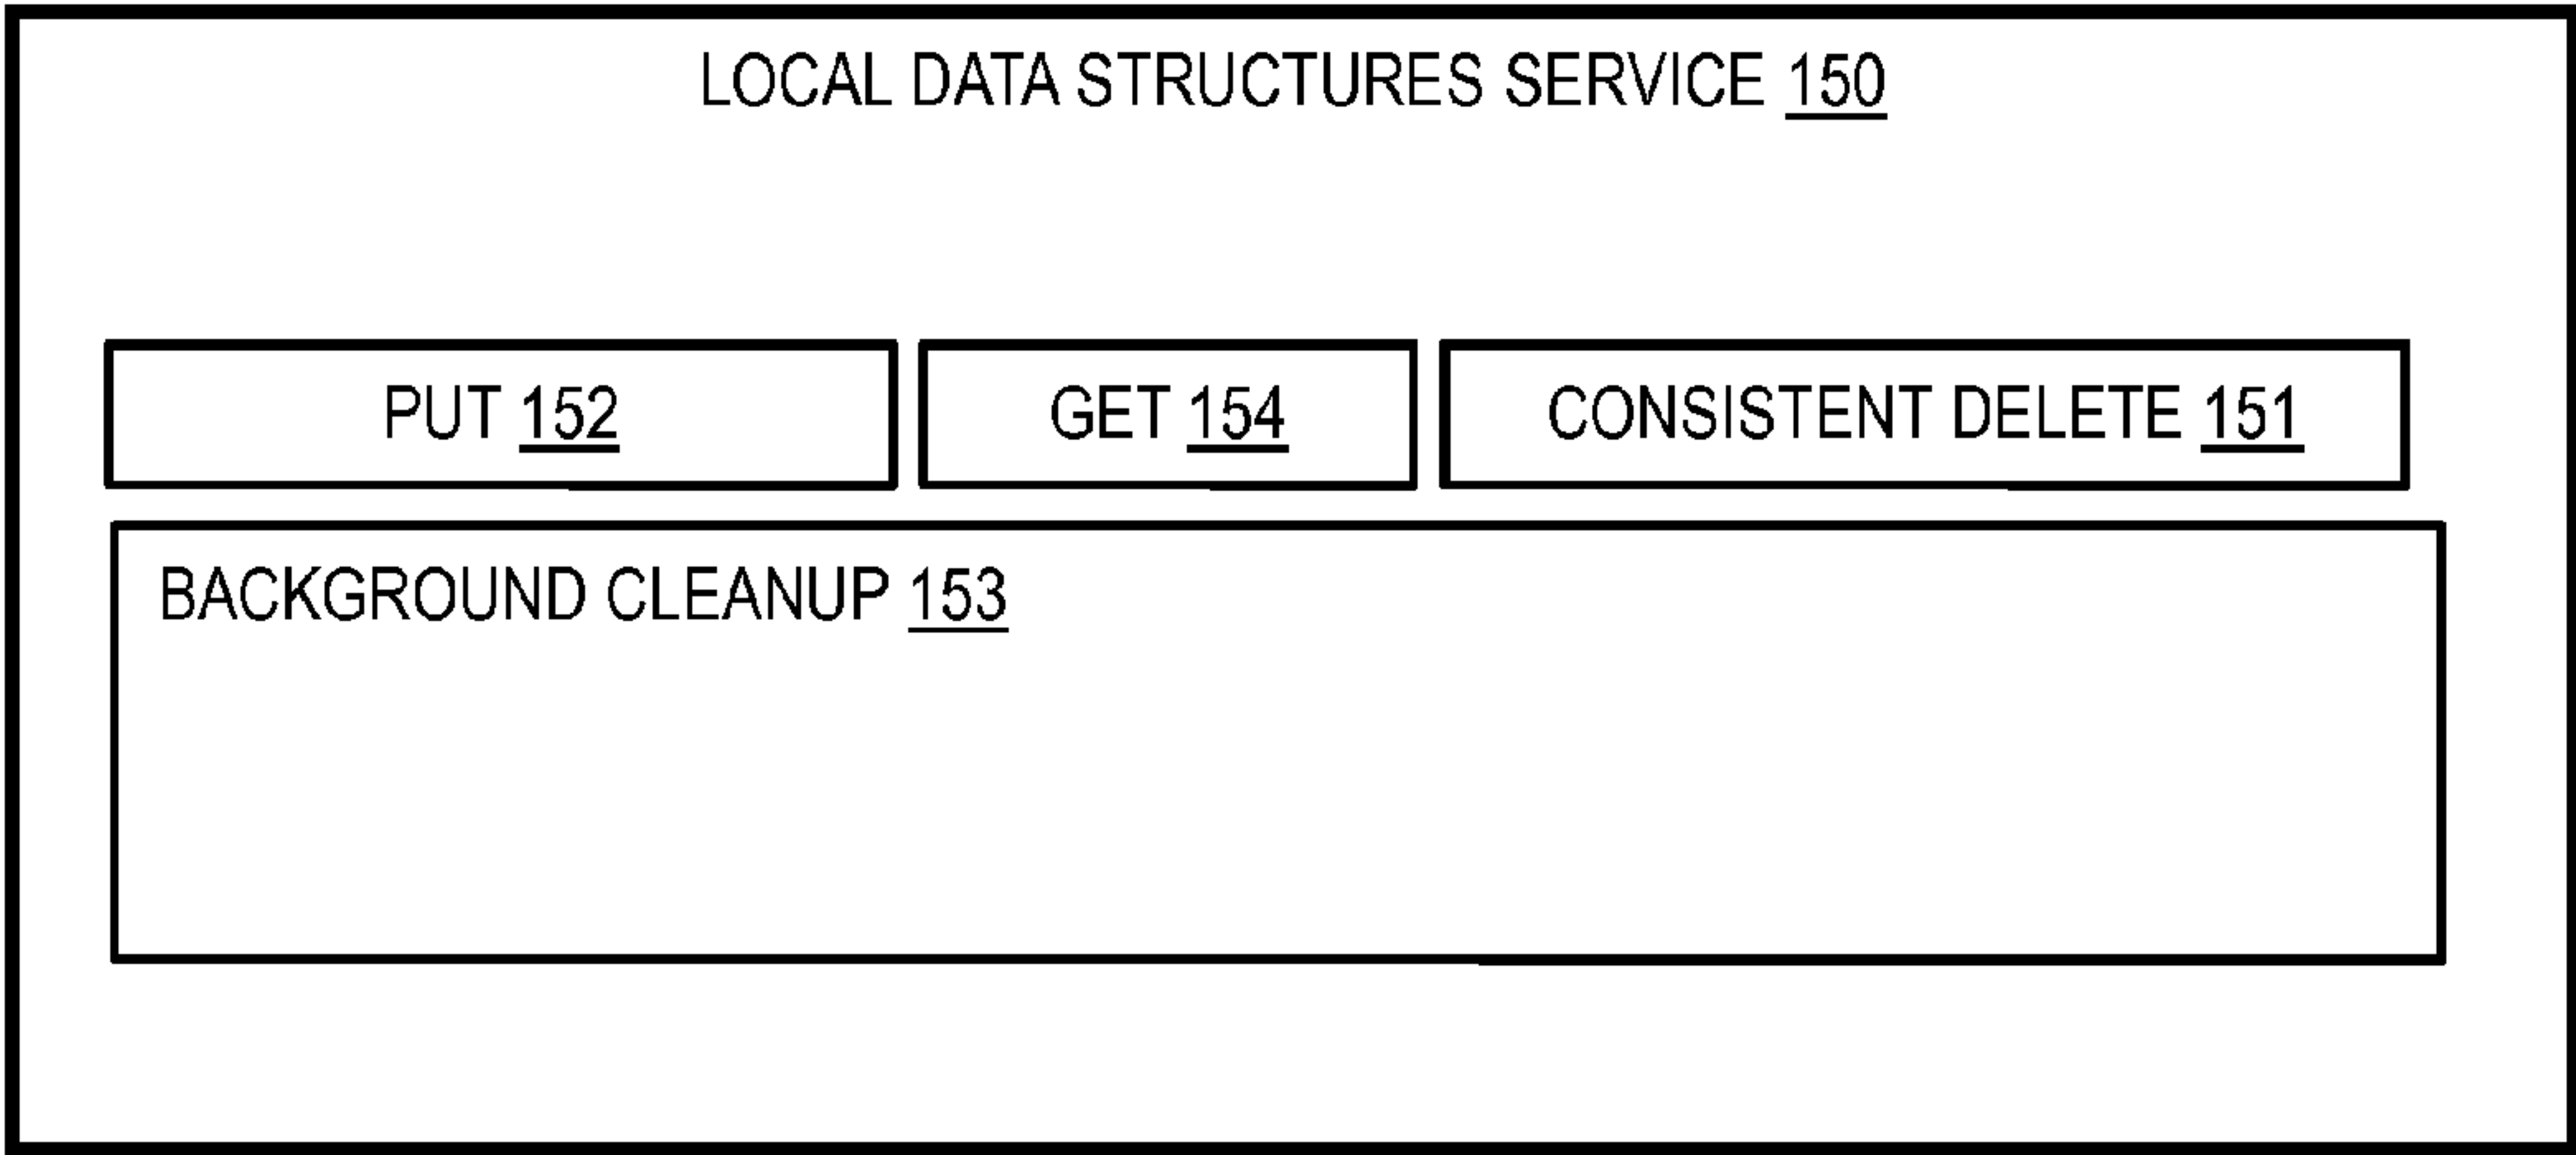 LOCAL DATA STRUCTURES SERVICE 150
PUT 152
GET 154
CONSISTENT DELETE 151
BACKGROUND CLEANUP 153